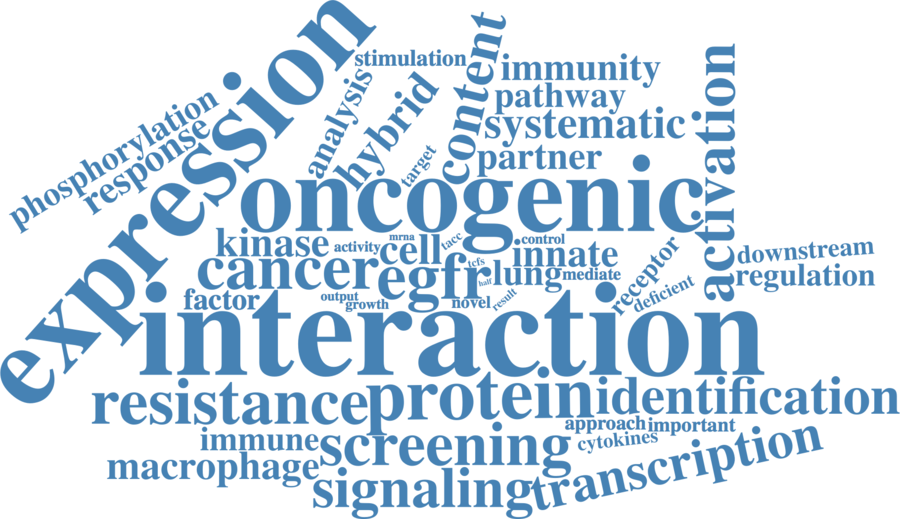 expression
stimulation
content
immunity
activation
analysis
hybrid
pathway
phosphorylation
response
target
systematic
partner
oncogenic
kinase
activity
mrna
cell
tacc
control
innate
receptor
downstream
cancer
egfr
tcfs
half
lung
mediate
regulation
deficient
factor
output
growth
novel
result
interaction
resistance
protein
identification
approach
important
immune
screening
cytokines
macrophage
transcription
signaling